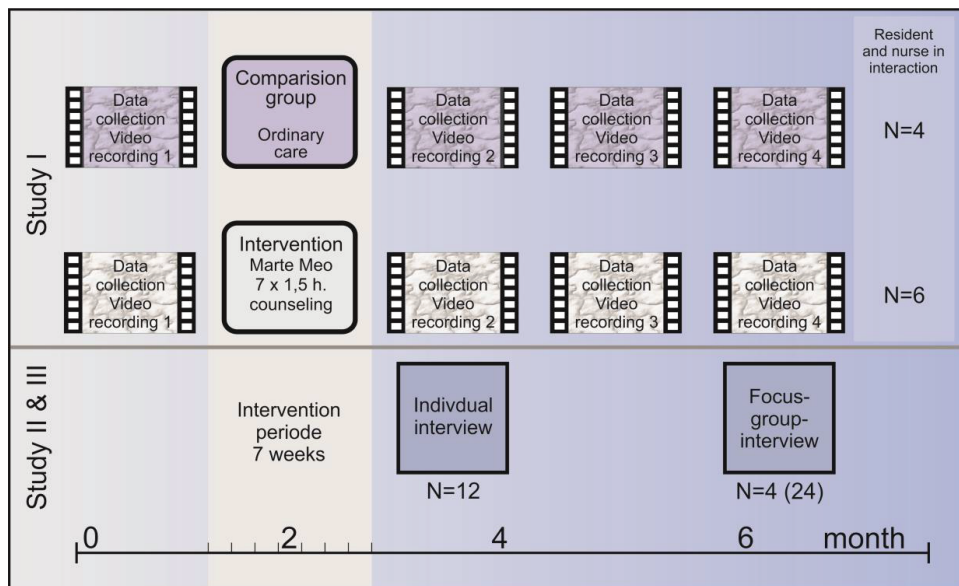 Study I
Data
collection
Video
recording 1
Comparision
group
Ordinary
care
Data
collection
Video
recording 2
Data
collection
Video
recording 3
Data
collection
Video
recording 4
Resident
and nurse in
interaction
N=4
Data
collection
Video
recording 1
Intervention
Marte Meo
7 x 1,5 h.
counseling
Data
collection
Video
recording 2
Data
collection
Video
recording 3
Data
collection
Video
recording 4
N=6
Study II & III
Intervention
periode
7 weeks
Indivdual
interview
N=12
Focus-
group-
interview
N=4 (24)
0 2 4 6 month